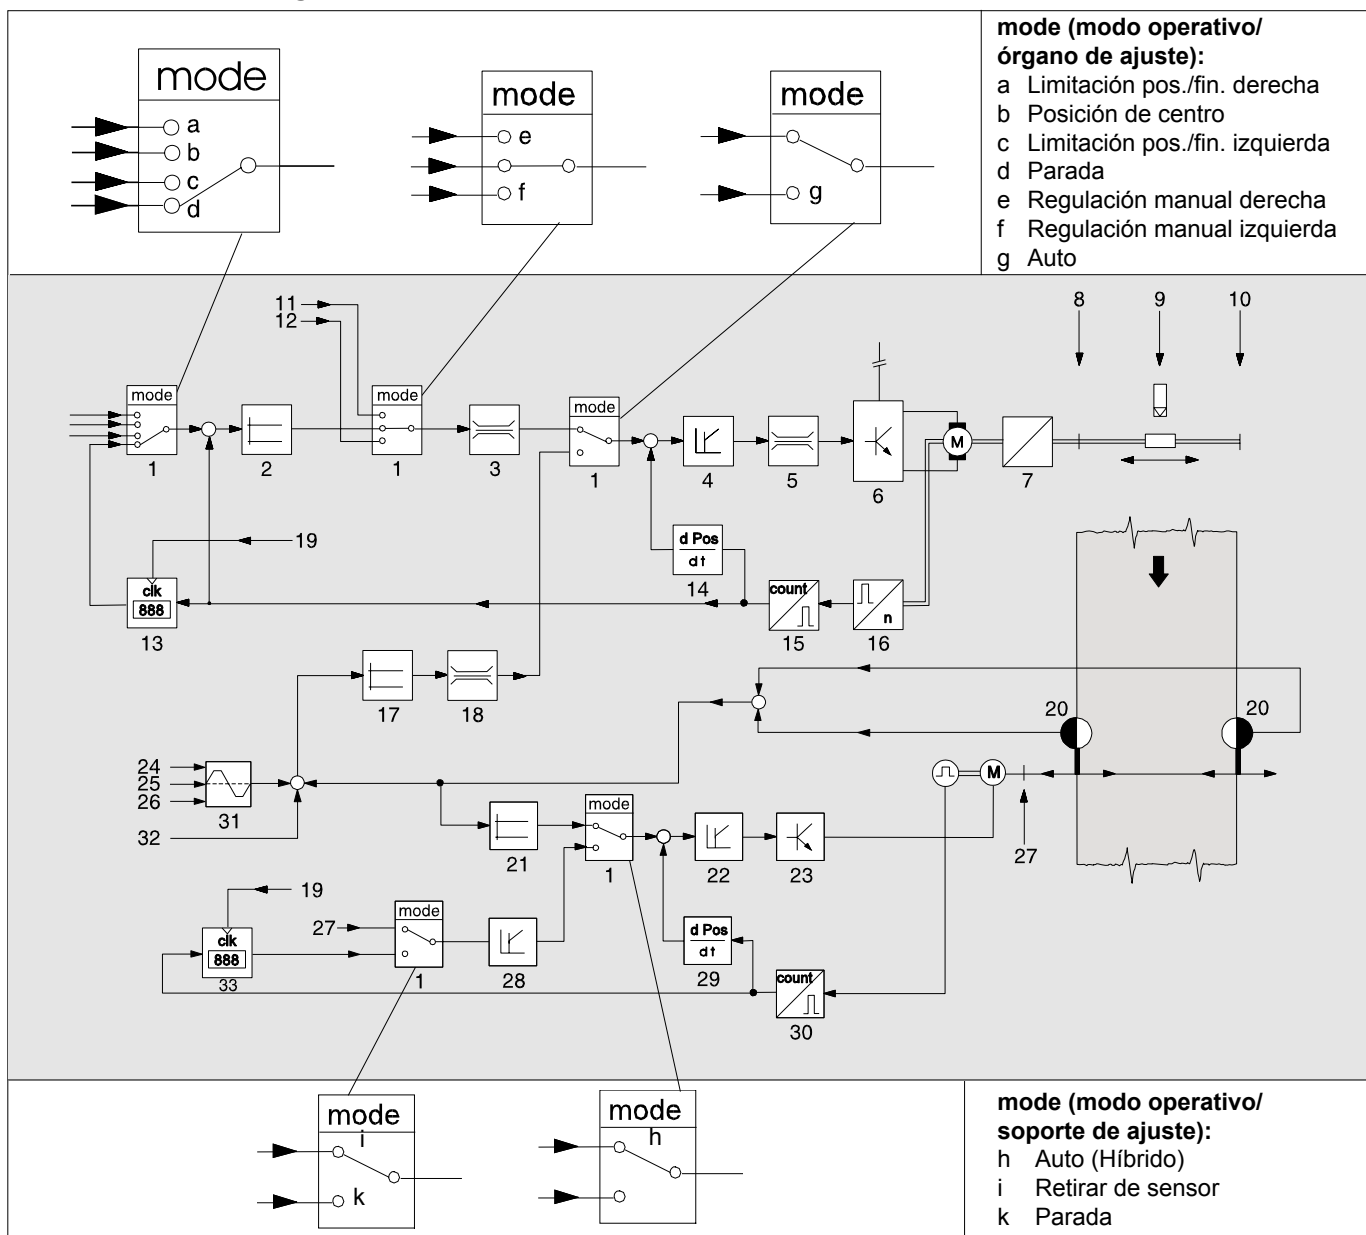 mode
a
b
c
d
mode
e
f
mode
g
mode (modo operativo/
órgano de ajuste):
a Limitación pos./fin. derecha
b Posición de centro
c Limitación pos./fin. izquierda
d Parada
e Regulación manual derecha
f Regulación manual izquierda
g Auto
11
12
8
9
10
mode
1
2
mode
1
3
mode
1
4
5
6
M
7
19
clk
888
13
d Pos
dt
14
count
15
n
16
17
18
20
20
24
25
26
31
32
21
mode
1
22
23
M
27
19
clk
888
33
27
mode
1
28
d Pos
dt
29
count
30
mode
i
k
mode
h
mode (modo operativo/
soporte de ajuste):
h Auto (Híbrido)
i Retirar de sensor
k Parada